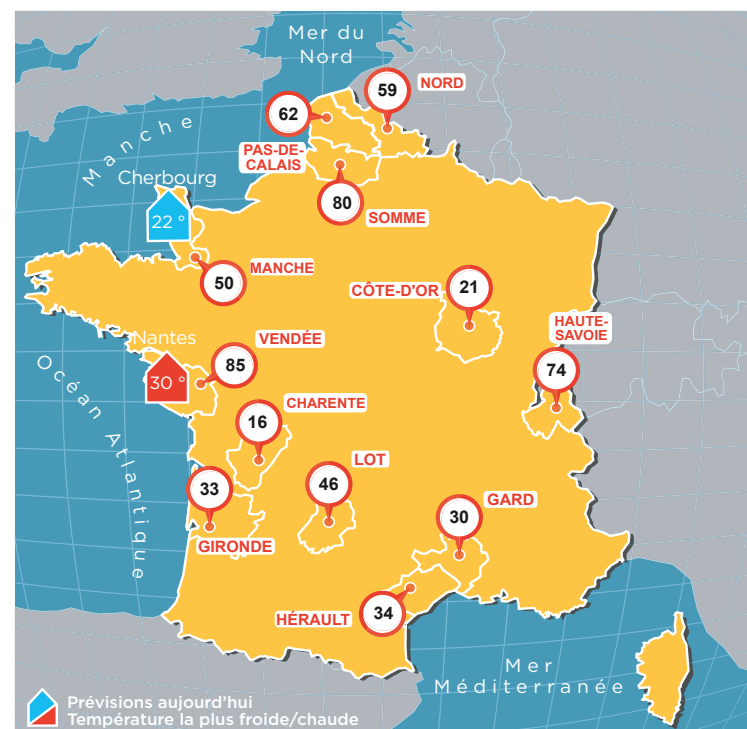 Mer du
Nord
59
NORD
62
Manche
PAS-DE-
CALAIS
Cherbourg
80
SOMME
22 °
50
MANCHE
CÔTE-D'OR
21
HAUTE-
SAVOIE
Nantes
VENDÉE
85
74
30 °
Océan Atlantique
CHARENTE
16
LOT
46
33
GARD
30
GIRONDE
HÉRAULT
34
Mer
Méditerranée
Prévisions aujourd'hui
Température la plus froide/chaude